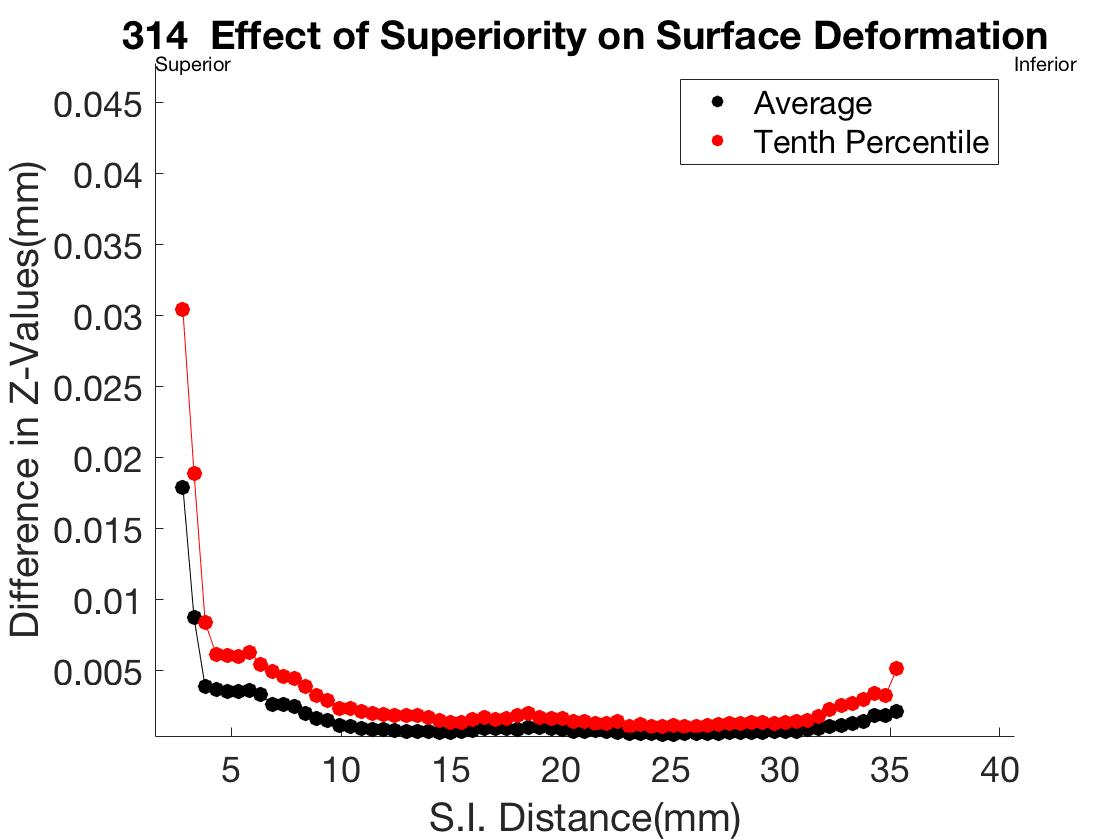 314  Effect of Superiority on Surface Deformation
Superior
Inferior
Average
Tenth Percentile
0.045
0.04
0.035
0.03
0.025
0.02
0.015
0.01
0.005
Difference in Z-Values(mm)
5 10 15 20 25 30 35 40
S.I. Distance(mm)